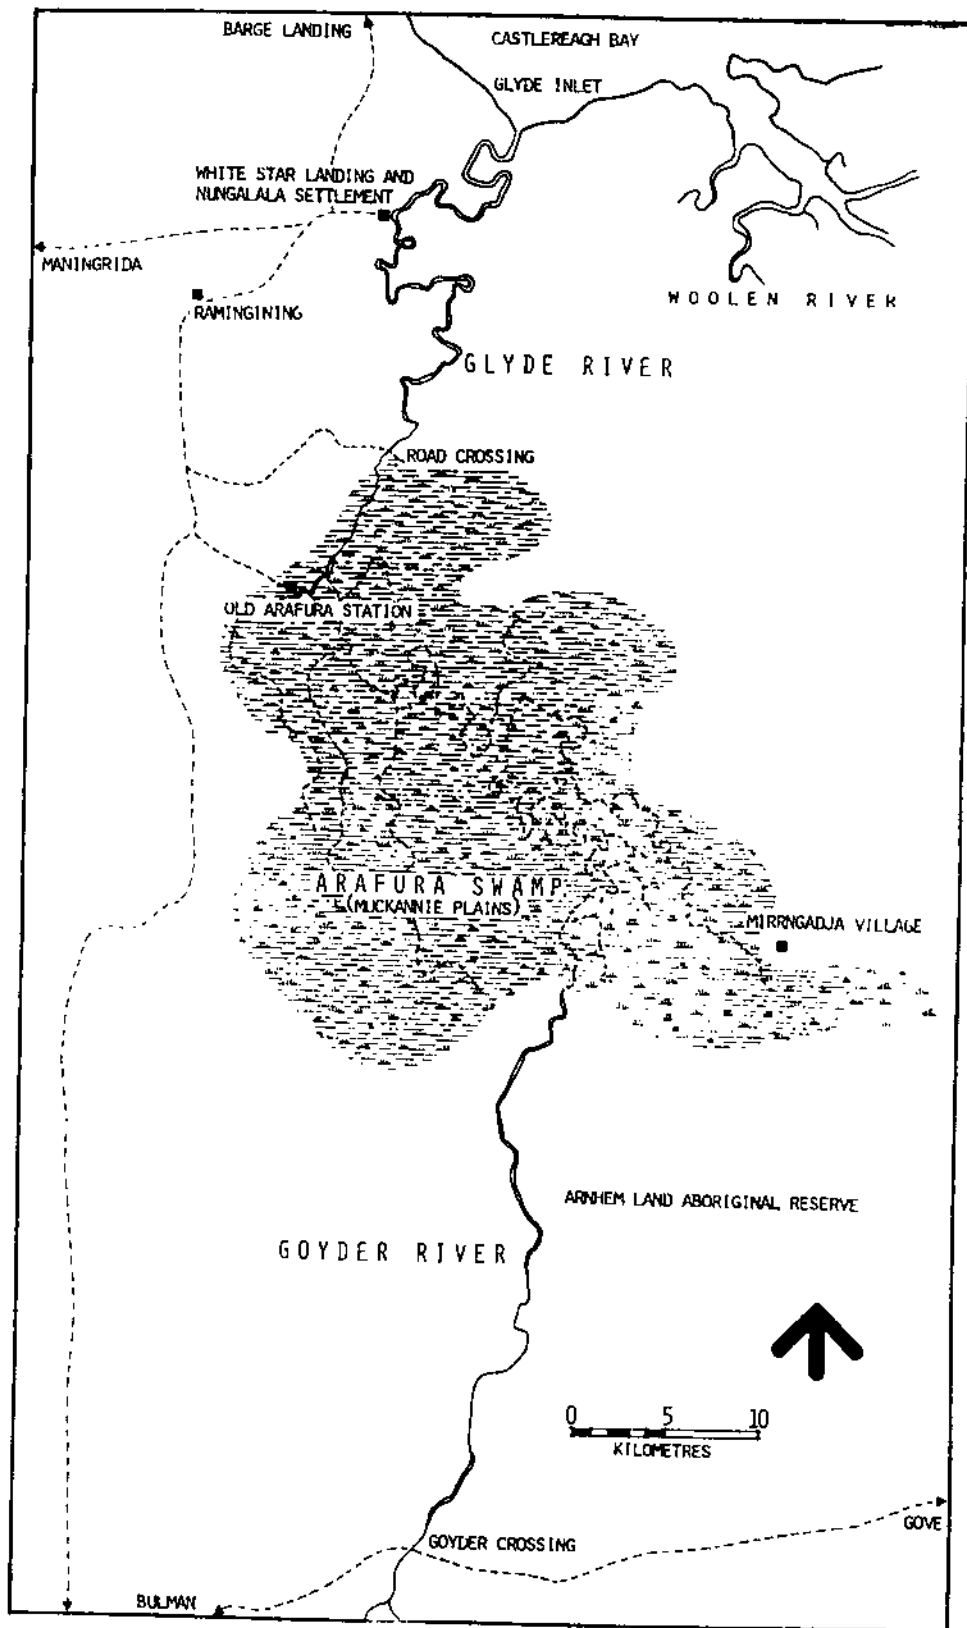 BARGE LANDING
CASTLEREAGH BAY
GLYDE INLET
WHITE STAR LANDING AND
NUNGALALA SETTLEMENT
MANINGRIDA
RAMINGINING
WOOLEN RIVER
GLYDE RIVER
ROAD CROSSING
OLD ARAFURA STATION
ARAFURA SWAMP
(MUCKANNIE PLAINS)
MIRRNGADJA VILLAGE
ARNHEM LAND ABORIGINAL RESERVE
GOYDER RIVER
0 5 10
KILOMETRES
GOVE
GOYDER CROSSING
BULMAN